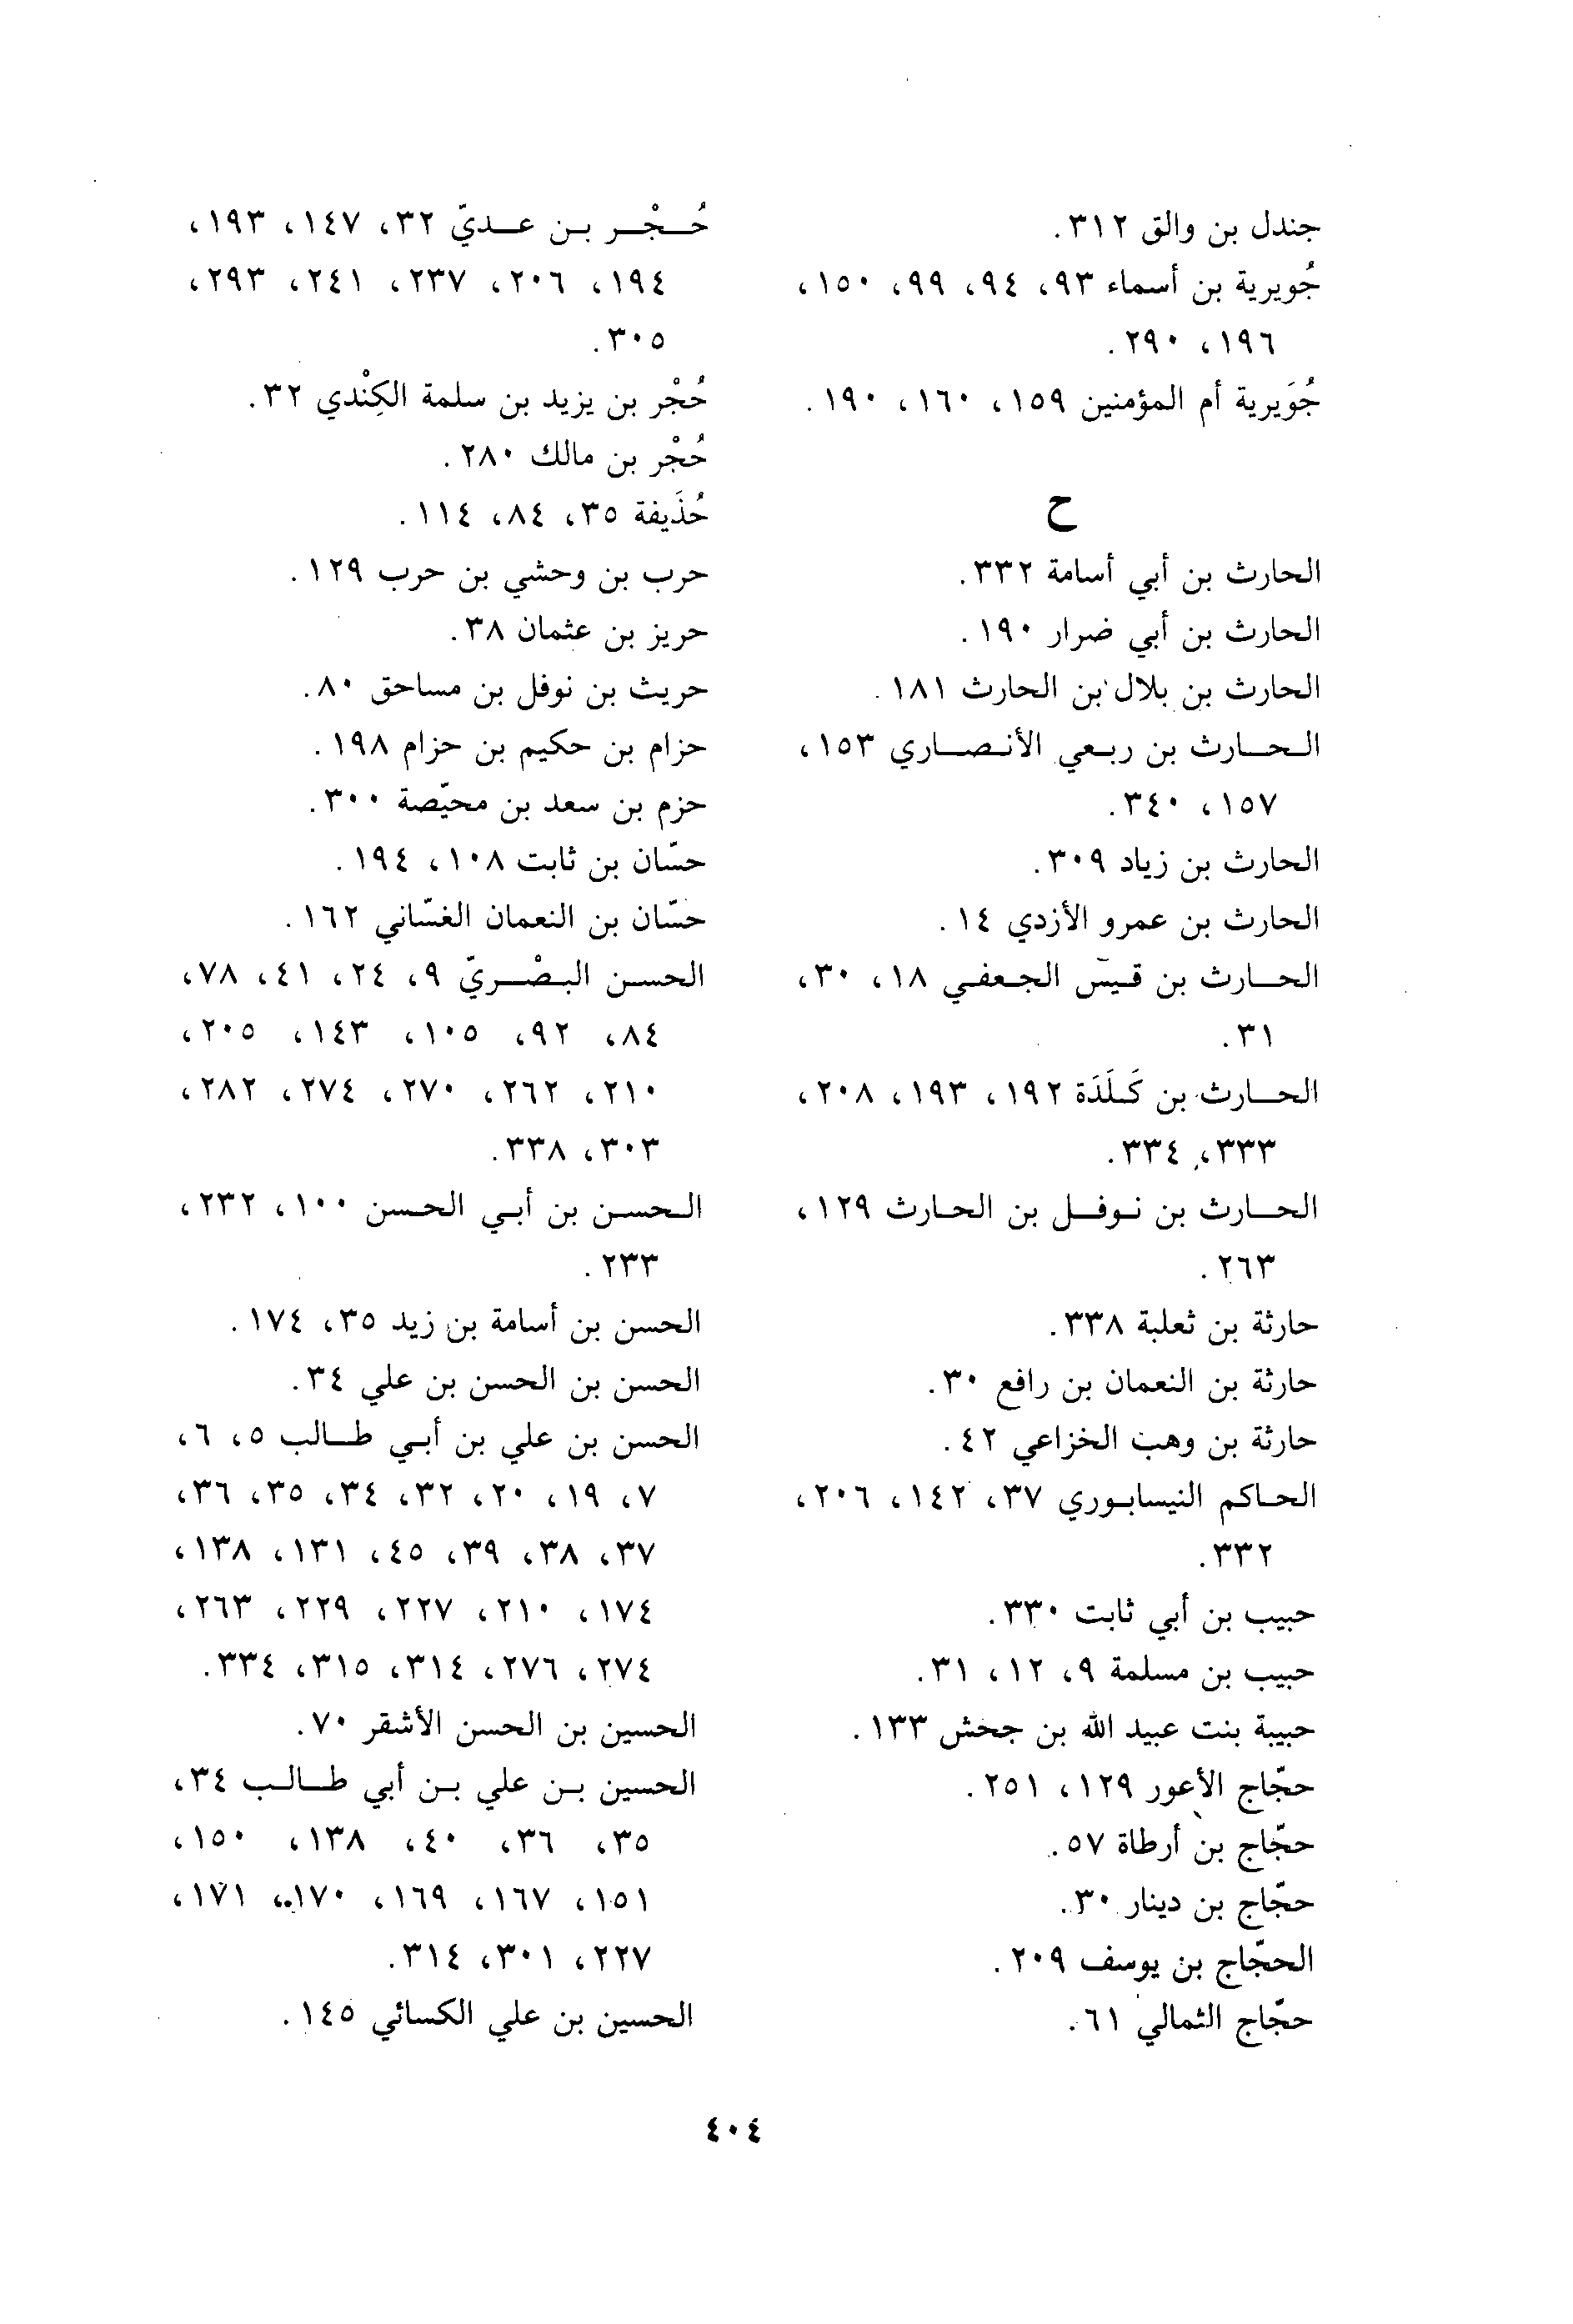 جندل بن والق ٣١٢.
جُويرية بن أسماء ٩٣، ٩٤، ٩٩، ١٥٠،
١٩٦، ٢٩٠.
جُوَيرية أم المؤمنين ١٥٩، ١٦٠، ١٩٠.
ح
الحارث بن أبي أسامة ٣٣٢.
الحارث بن أبي ضرار ١٩٠.
الحارث بن بلال بن الحارث ١٨١.
الحارث بن ربعي الأنصاري ١٥٣،
١٥٧، ٣٤٠.
الحارث بن زياد ٣٠٩.
الحارث بن عمرو الأزدي ١٤.
الحارث بن قيس الجعفي ١٨، ٣٠،
٣١.
الحارث بن كَلَدَة ١٩٢، ١٩٣، ٢٠٨،
٣٣٣، ٣٣٤.
الحارث بن نوفل بن الحارث ١٢٩،
٢٦٣.
حارثة بن ثعلبة ٣٣٨.
حارثة بن النعمان بن رافع ٣٠.
حارثة بن وهب الخزاعي ٤٢.
الحاكم النيسابوري ٣٧، ١٤٢، ٢٠٦،
٣٣٢.
حبيب بن أبي ثابت ٣٣٠.
حبيب بن مسلمة ٩، ١٢، ٣١.
حبيبة بنت عبيد الله بن جحش ١٣٣.
حجّاج الأعور ١٢٩، ٢٥١.
حجّاج بن أرطاة ٥٧.
حجّاج بن دينار ٣٠.
الحجّاج بن يوسف ٢٠٩.
حجّاج الثمالي ٦١.
حُجْر بن عديّ ٣٢، ١٤٧، ١٩٣،
١٩٤، ٢٠٦، ٢٣٧، ٢٤١، ٢٩٣،
٣٠٥.
حُجْر بن يزيد بن سلمة الكِنْدي ٣٢.
حُجْر بن مالك ٢٨٠.
حُذَيفة ٣٥، ٨٤، ١١٤.
حرب بن وحشي بن حرب ١٢٩.
حريز بن عثمان ٣٨.
حريث بن نوفل بن مساحق ٨٠.
حزام بن حكيم بن حزام ١٩٨.
حزم بن سعد بن محيّصة ٣٠٠.
حسّان بن ثابت ١٠٨، ١٩٤.
حسّان بن النعمان الغسّاني ١٦٢.
الحسن البصْريّ ٩، ٢٤، ٤١، ٧٨،
٨٤، ٩٢، ١٠٥، ١٤٣، ٢٠٥،
٢١٠، ٢٦٢، ٢٧٠، ٢٧٤، ٢٨٢،
٣٠٣، ٣٣٨.
الحسن بن أبي الحسن ١٠٠، ٢٣٢،
٢٣٣.
الحسن بن أسامة بن زيد ٣٥، ١٧٤.
الحسن بن الحسن بن علي ٣٤.
الحسن بن علي بن أبي طالب ٥، ٦،
٧، ١٩، ٢٠، ٣٢، ٣٤، ٣٥، ٣٦،
٣٧، ٣٨، ٣٩، ٤٥، ١٣١، ١٣٨،
١٧٤، ٢١٠، ٢٢٧، ٢٢٩، ٢٦٣،
٢٧٤، ٢٧٦، ٣١٤، ٣١٥، ٣٣٤.
الحسين بن الحسن الأشقر ٧٠.
الحسين بن علي بن أبي طالب ٣٤،
٣٥، ٣٦، ٤٠، ١٣٨، ١٥٠،
١٥١، ١٦٧، ١٦٩، ١٧٠، ١٧١،
٢٢٧، ٣٠١، ٣١٤.
الحسين بن علي الكسائي ١٤٥.
٤٠٤